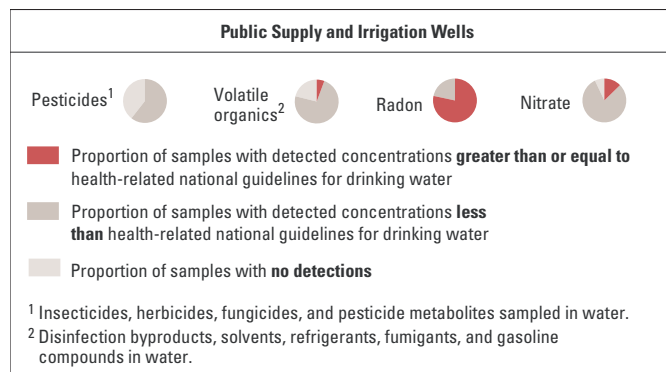 Public Supply and Irrigation Wells
Pesticides1
Volatile
organics2
Radon
Nitrate
Proportion of samples with detected concentrations greater than or equal to
health-related national guidelines for drinking water
Proportion of samples with detected concentrations less
than health-related national guidelines for drinking water
Proportion of samples with no detections
1 Insecticides, herbicides, fungicides, and pesticide metabolites sampled in water.
2 Disinfection byproducts, solvents, refrigerants, fumigants, and gasoline
compounds in water.